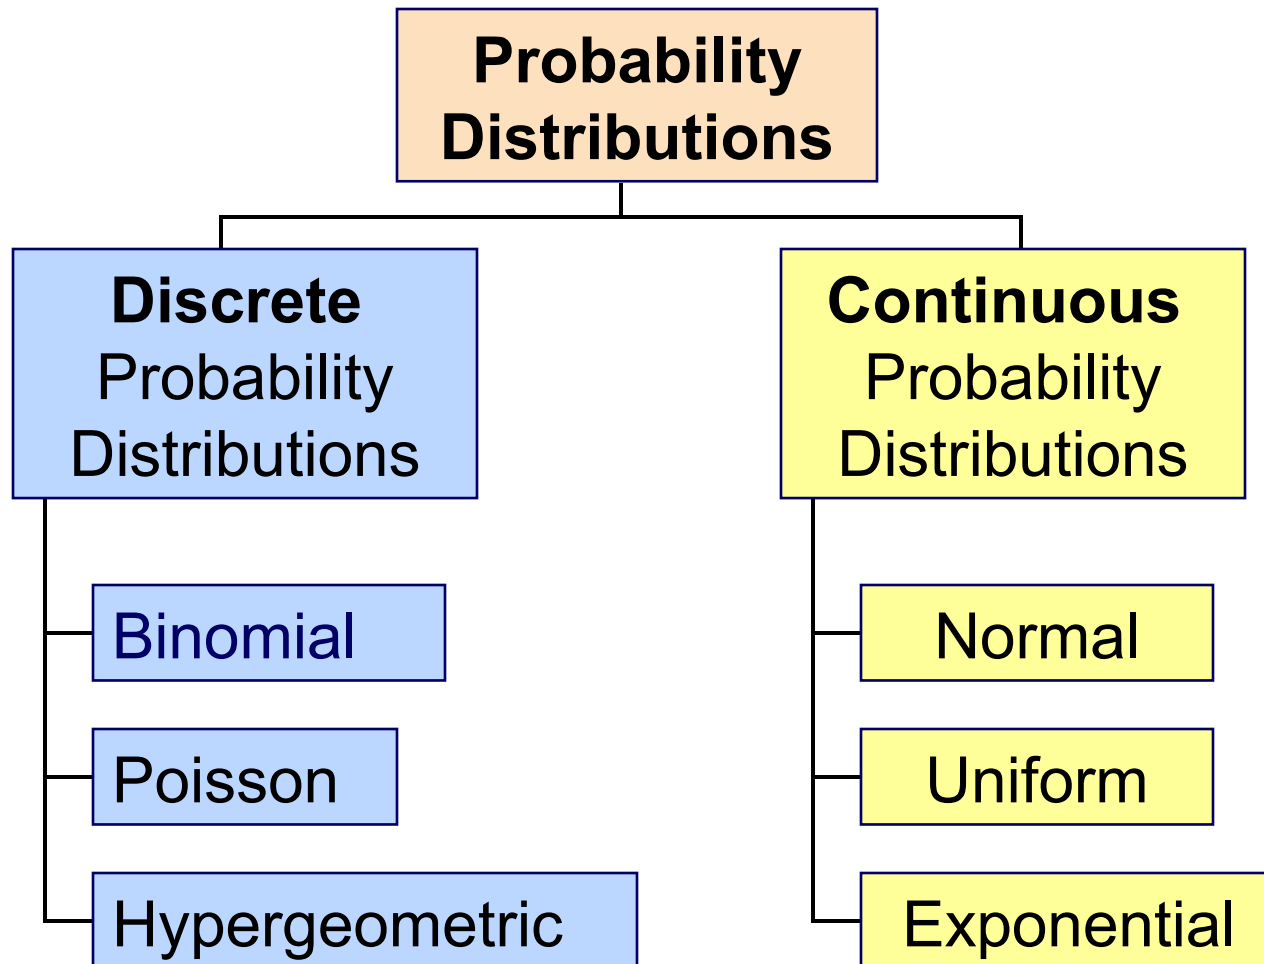 Probability
Distributions
Discrete
Probability
Distributions
Continuous
Probability
Distributions
Binomial
Normal
Poisson
Uniform
Hypergeometric
Exponential